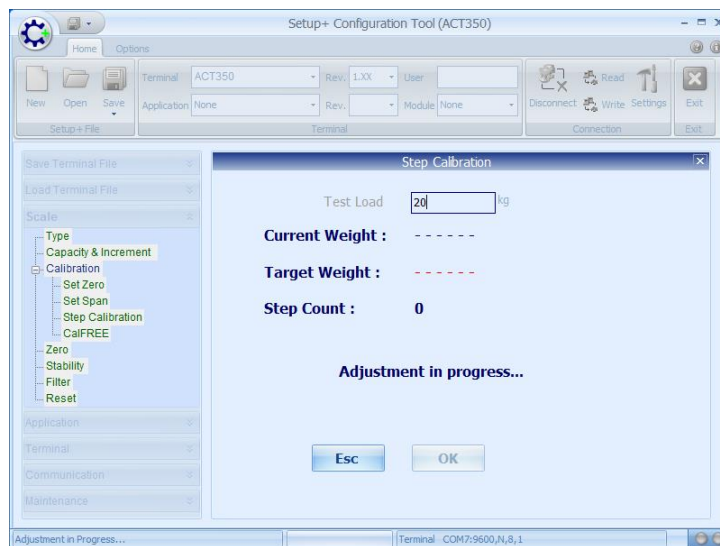 Setup+ Configuration Tool (ACT350)
Home Options
New Open Save
Setup+ File
Terminal ACT350 Rev. 1.XX User
Application None Rev. Module None
Terminal
Disconnect Read Write Settings
Connection
Exit
Exit
Save Terminal File
Load Terminal File
Scale
Type
Capacity & Increment
Calibration
Set Zero
Set Span
Step Calibration
CalFREE
Zero
Stability
Filter
Reset
Application
Terminal
Communication
Maintenance
Step Calibration
Test Load 20 kg
Current Weight : - - - - - -
Target Weight : - - - - - -
Step Count : 0
Adjustment in progress...
Esc OK
Adjustment in Progress... Terminal COM7:9600,N,8,1